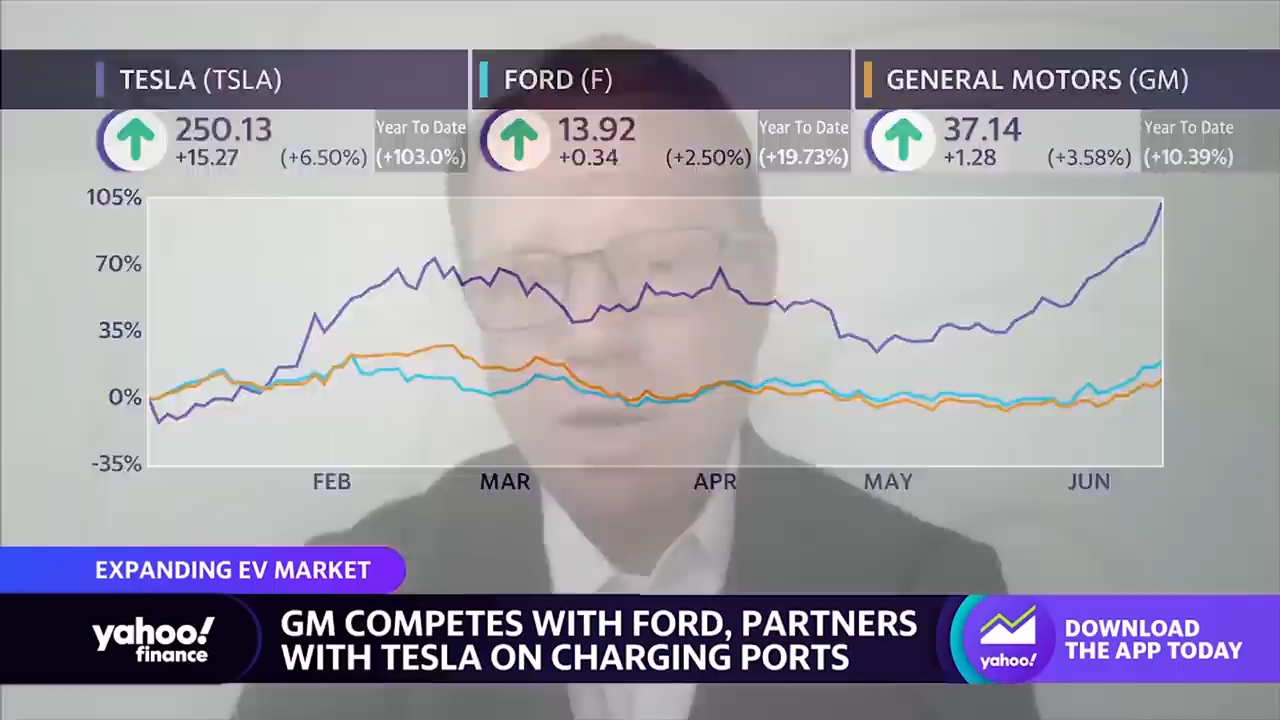 TESLA (TSLA)
250.13
+15.27 (+6.50%)
Year To Date
(+103.0%)
FORD (F)
13.92
+0.34 (+2.50%)
Year To Date
(+19.73%)
GENERAL MOTORS (GM)
37.14
+1.28 (+3.58%)
Year To Date
(+10.39%)
105%
70%
35%
0%
-35%
FEB MAR APR MAY JUN
EXPANDING EV MARKET
yahoo!
finance
GM COMPETES WITH FORD, PARTNERS
WITH TESLA ON CHARGING PORTS
yahoo!
DOWNLOAD
THE APP TODAY